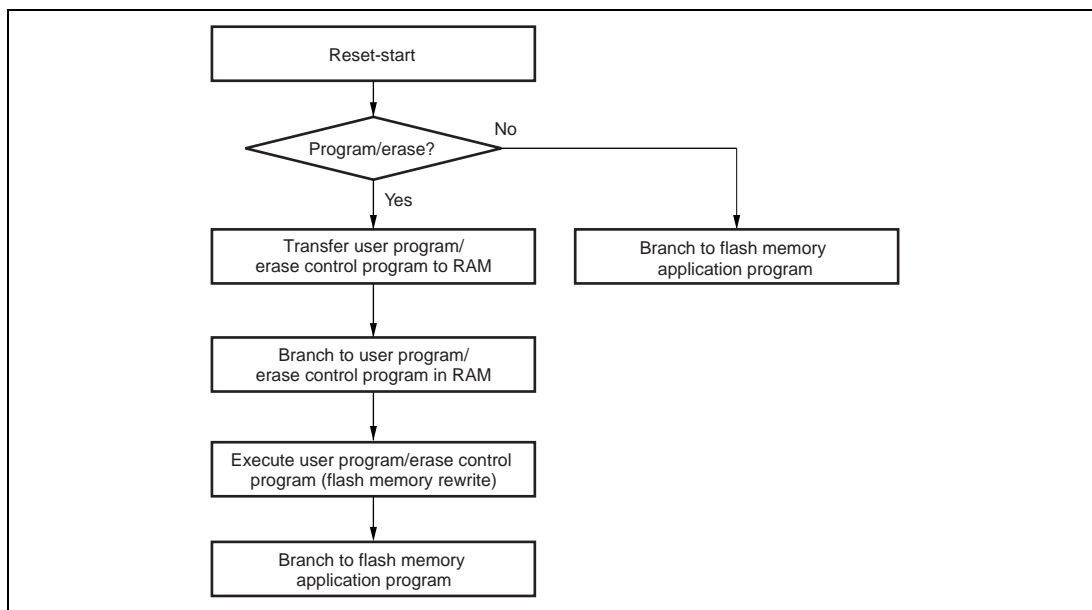 Reset-start
Program/erase?
No
Yes
Transfer user program/
erase control program to RAM
Branch to flash memory
application program
Branch to user program/
erase control program in RAM
Execute user program/erase control
program (flash memory rewrite)
Branch to flash memory
application program